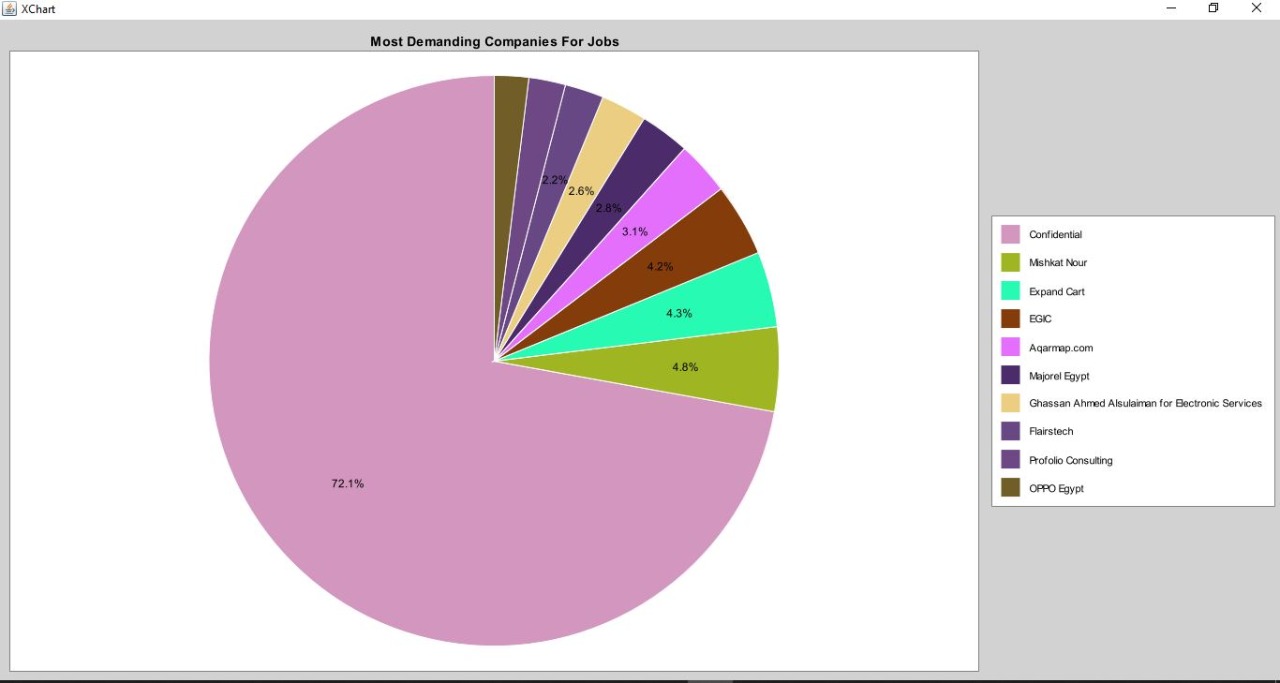 XChart
Most Demanding Companies For Jobs
2.2%
2.6%
2.8%
3.1%
4.2%
4.3%
4.8%
72.1%
Confidential
Mishkat Nour
Expand Cart
EGIC
Aqarmap.com
Majorel Egypt
Ghassan Ahmed Alsulaiman for Electronic Services
Flairstech
Profolio Consulting
OPPO Egypt